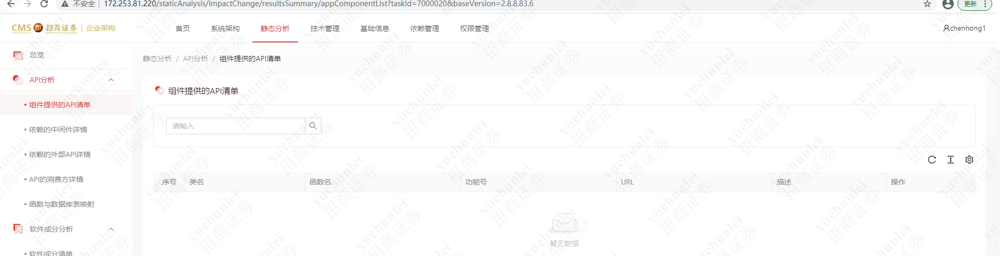 不安全 172.253.81.220/staticAnalysis/impactChange/resultsSummary/appComponentList?taskId=7000020&baseVersion=2.8.8.83.6 更新
CMS 招商证券 企业架构 首页 系统架构 静态分析 技术管理 基础信息 依赖管理 权限管理 chenhong1
总览
API分析
组件提供的API清单
依赖的中间件详情
依赖的外部API详情
API的消费方详情
函数与数据库表映射
软件成分分析
软件成分清单
静态分析 / API分析 / 组件提供的API清单
组件提供的API清单
请输入
序号 类名 函数名 功能号 URL 描述 操作
暂无数据
yuchunlei
招商证券